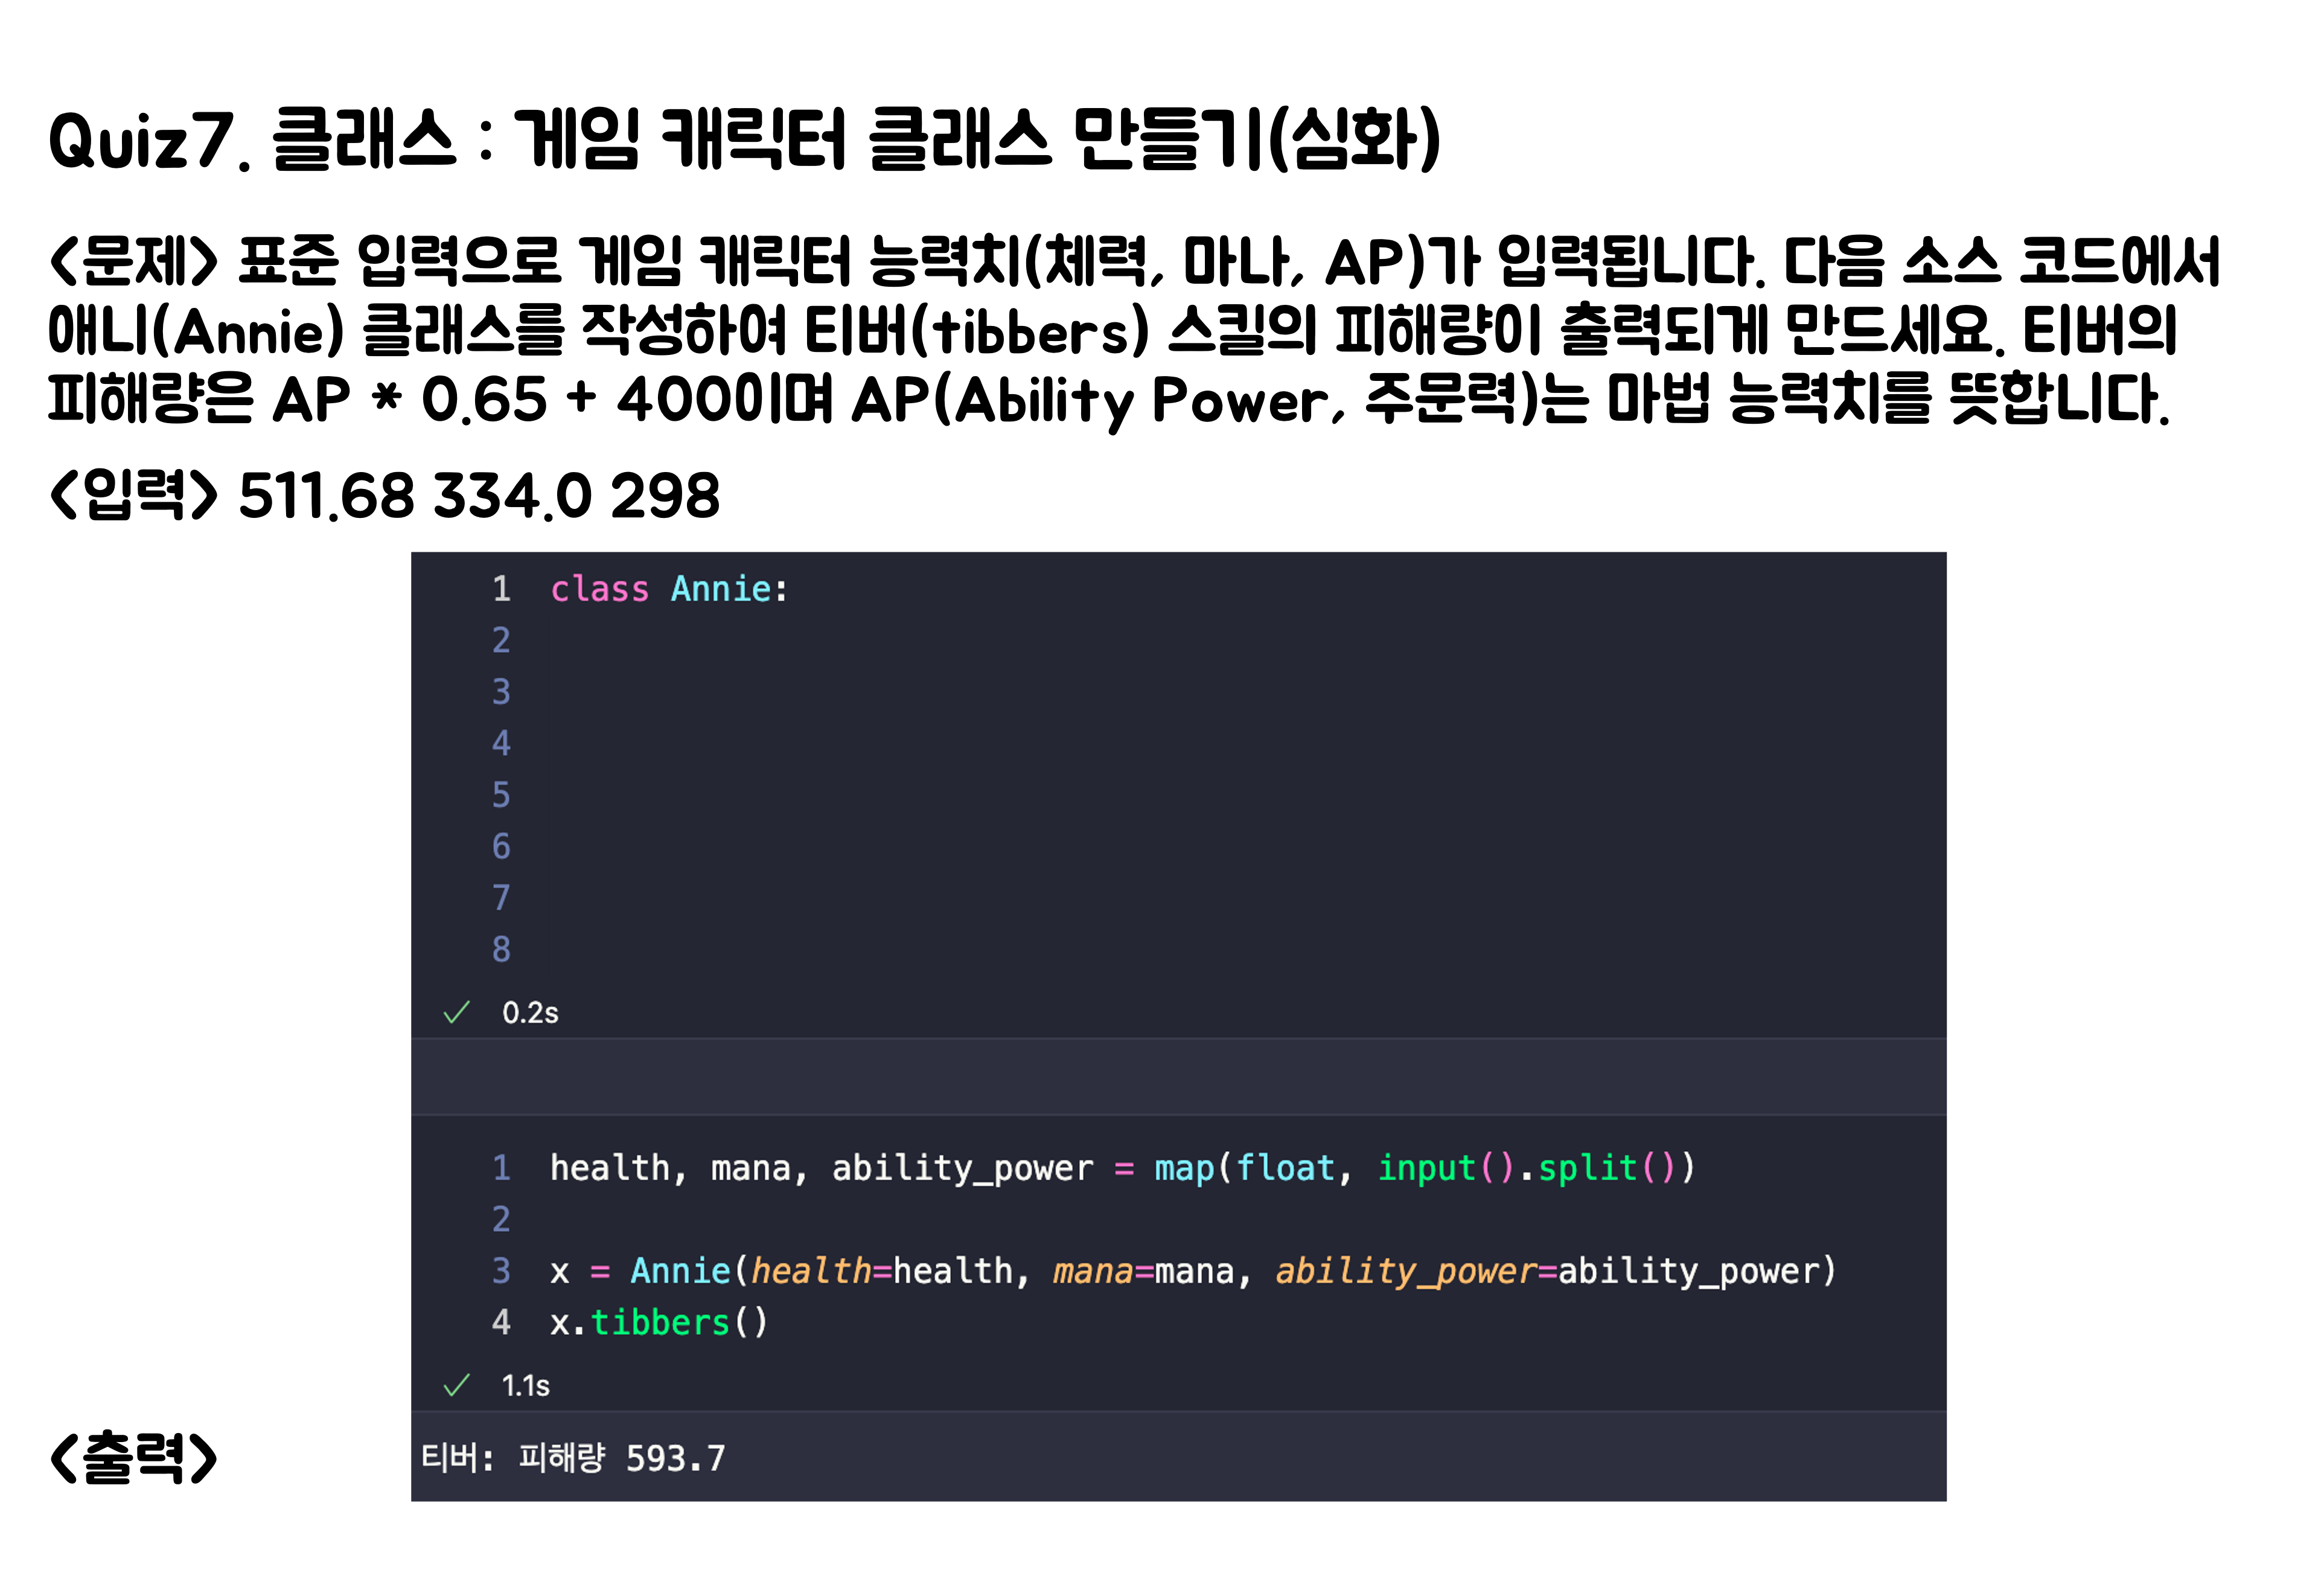 Quiz7. 클래스 : 게임 캐릭터 클래스 만들기(심화)
<문제> 표준 입력으로 게임 캐릭터 능력치(체력, 마나, AP)가 입력됩니다. 다음 소스 코드에서
애니(Annie) 클래스를 작성하여 티버(tibbers) 스킬의 피해량이 출력되게 만드세요. 티버의
피해량은 AP * 0.65 + 400이며 AP(Ability Power, 주문력)는 마법 능력치를 뜻합니다.
<입력> 511.68 334.0 298
1 class Annie:
2
3
4
5
6
7
8
✓ 0.2s
1 health, mana, ability_power = map(float, input().split())
2
3 x = Annie(health=health, mana=mana, ability_power=ability_power)
4 x.tibbers()
✓ 1.1s
<출력>
티버: 피해량 593.7